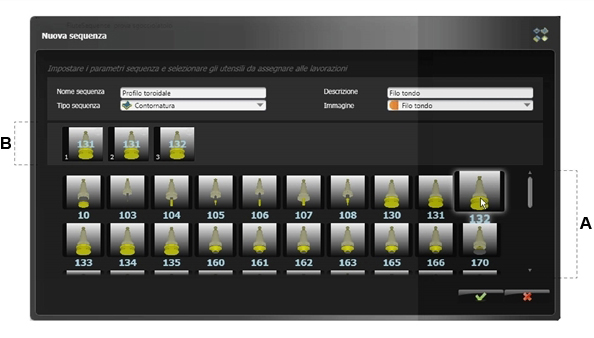 Nuova sequenza
Impostare i parametri sequenza e selezionare gli utensili da assegnare alle lavorazioni
Nome sequenza Profilo toroidale Descrizione Filo tondo
Tipo sequenza Contornatura Immagine Filo tondo
B
131 131 132
1 2 3
A
10 103 104 105 106 107 108 130 131 132
133 134 135 160 161 162 163 165 166 170